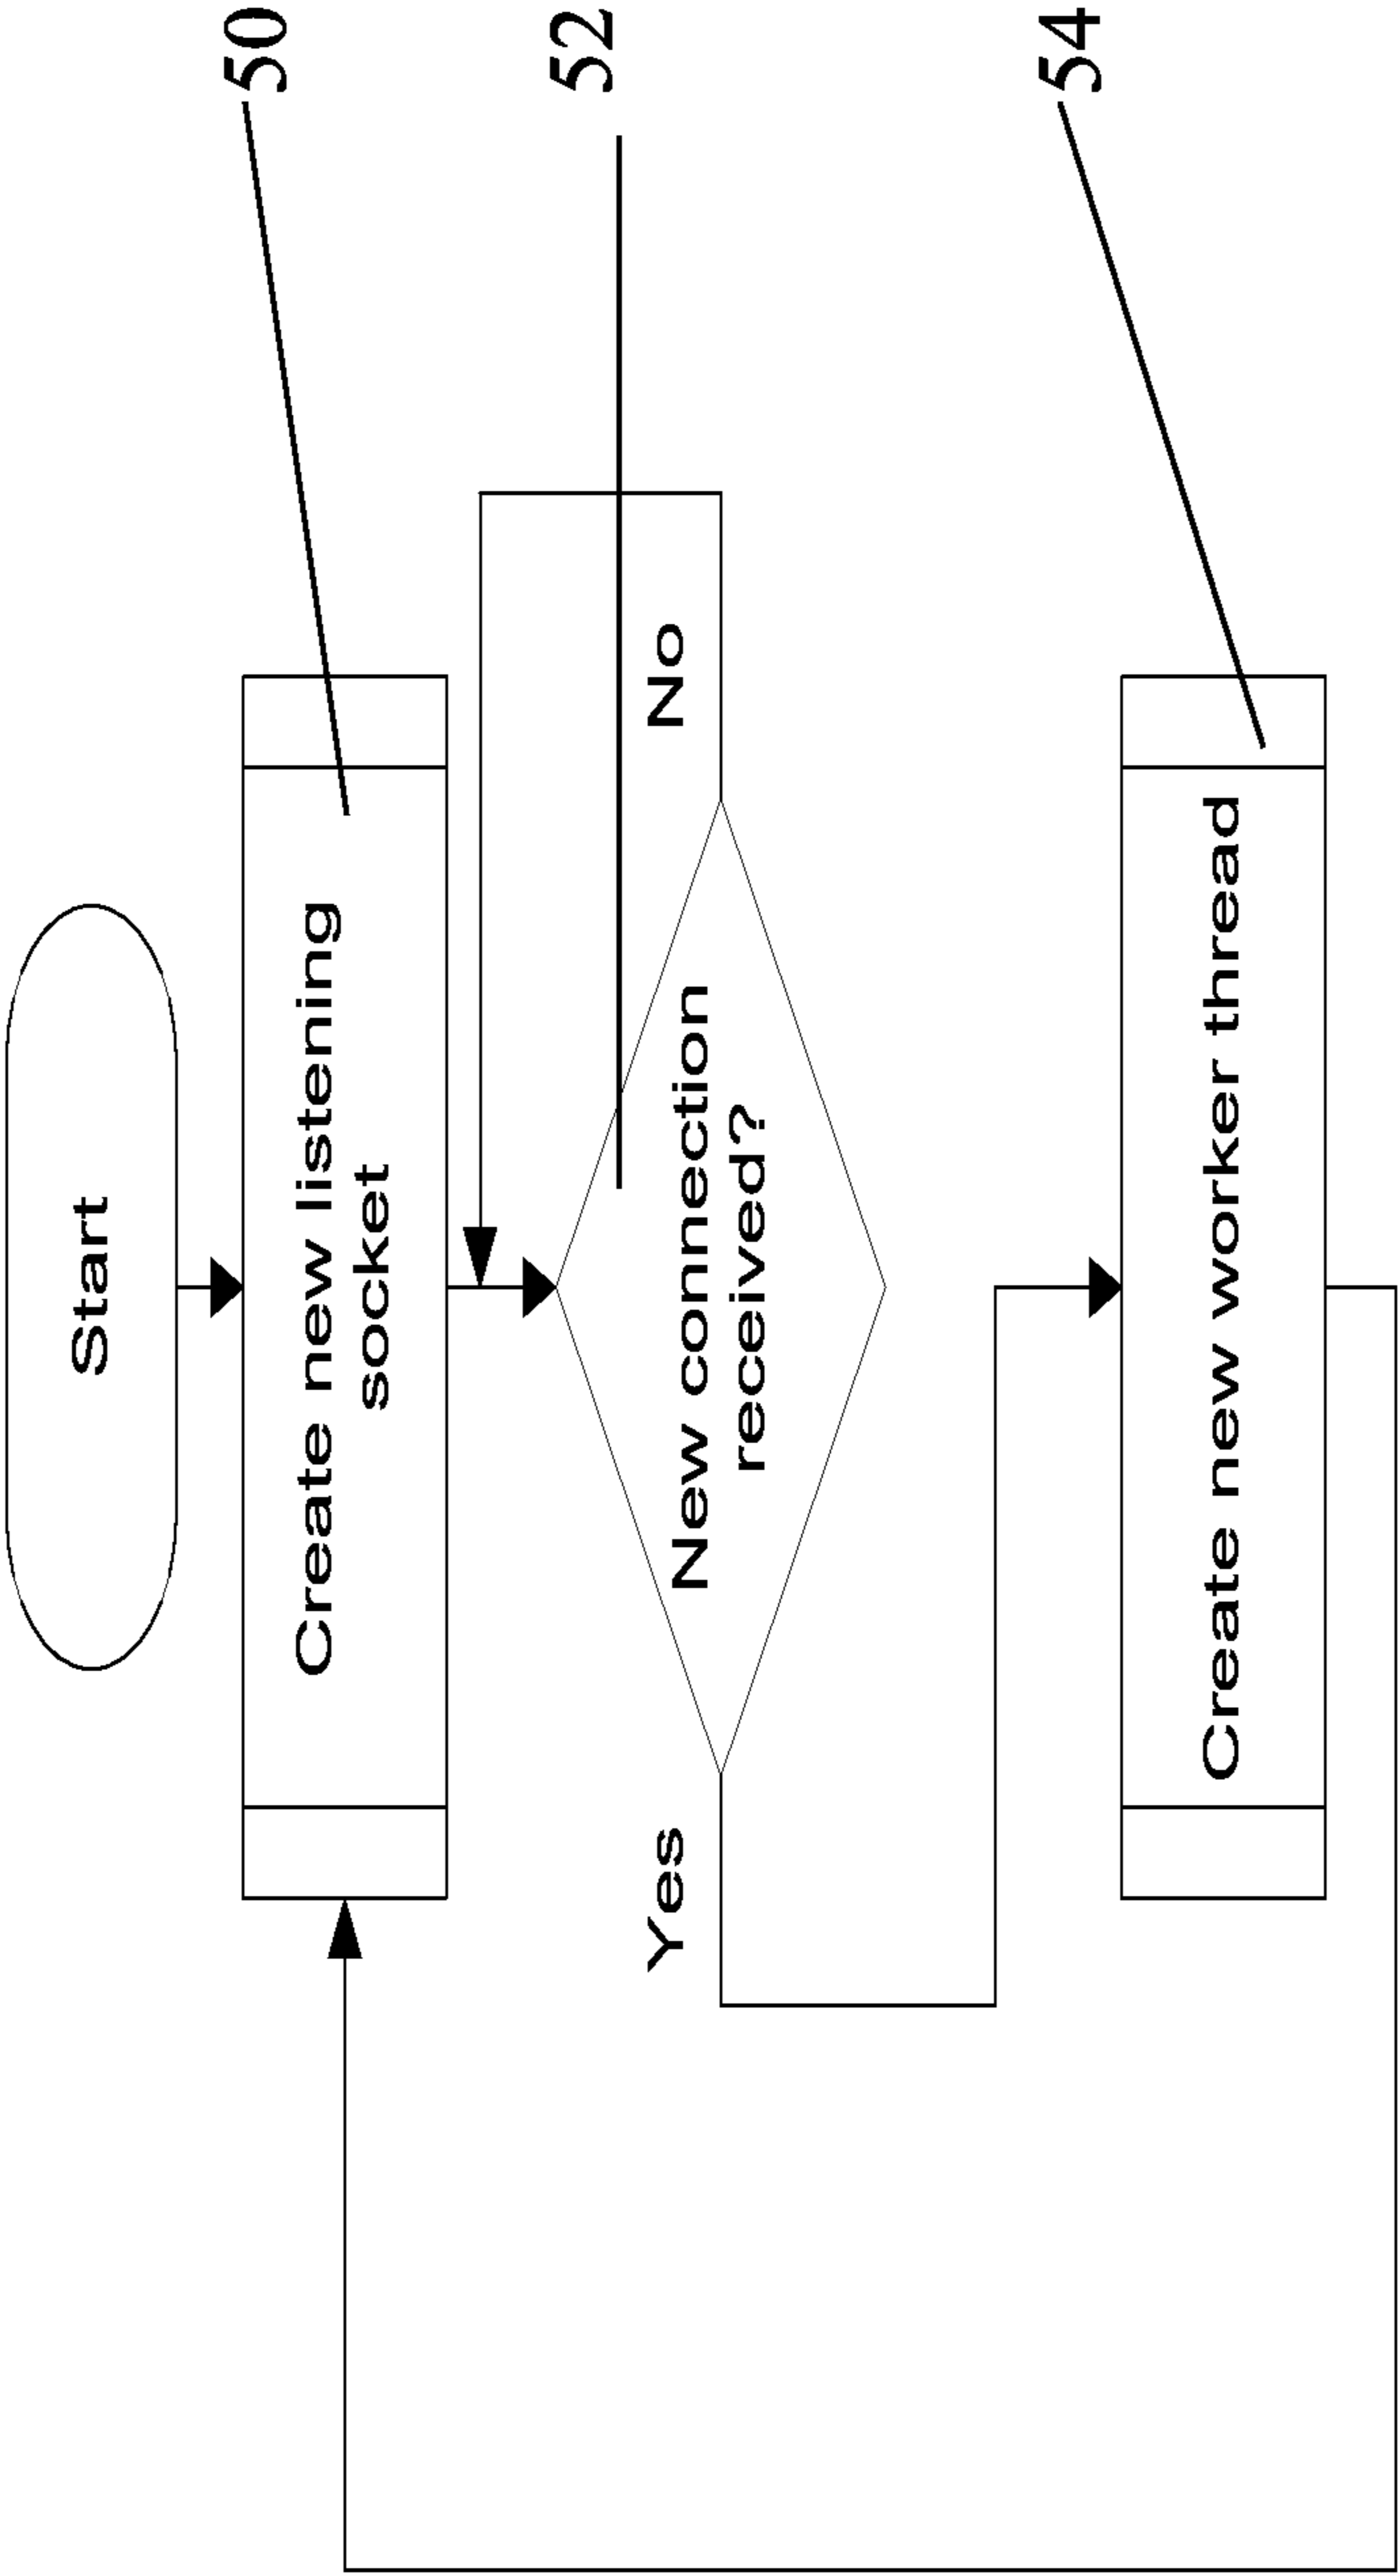 Start
50
Create new listening
socket
52
No
New connection
received?
Yes
54
Create new worker thread